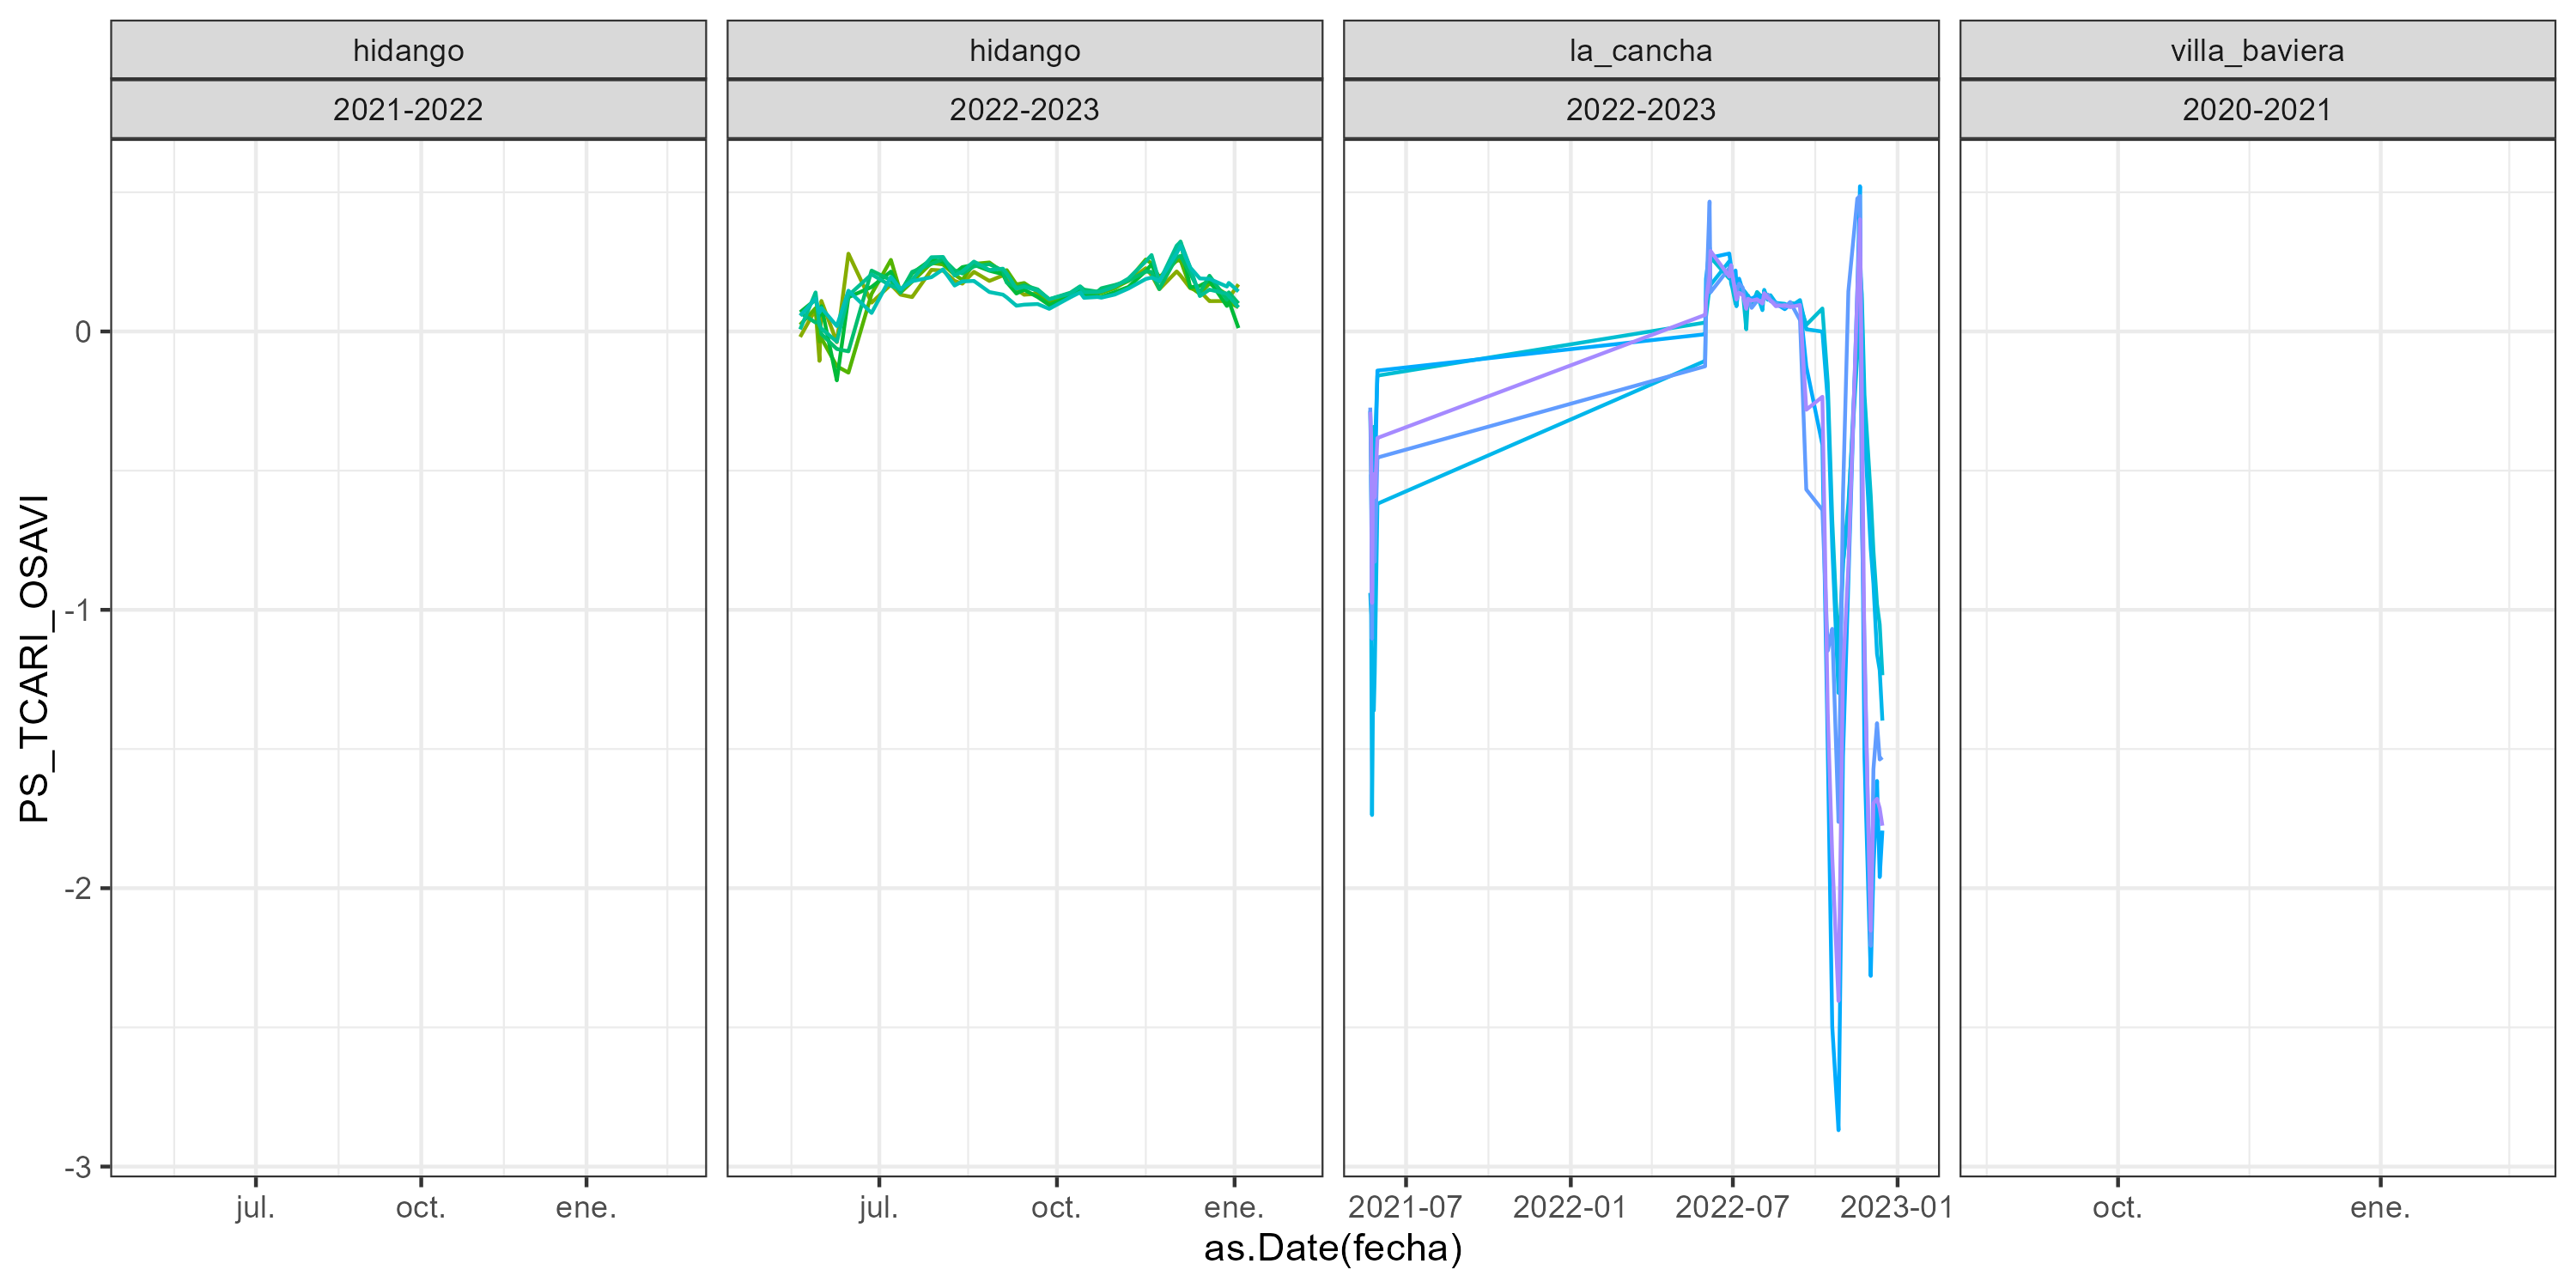 hidango hidango la_cancha villa_baviera
2021-2022 2022-2023 2022-2023 2020-2021
PS_TCARI_OSAVI
0
-1
-2
-3
jul. oct. ene. jul. oct. ene. 2021-07 2022-01 2022-07 2023-01 oct. ene.
as.Date(fecha)